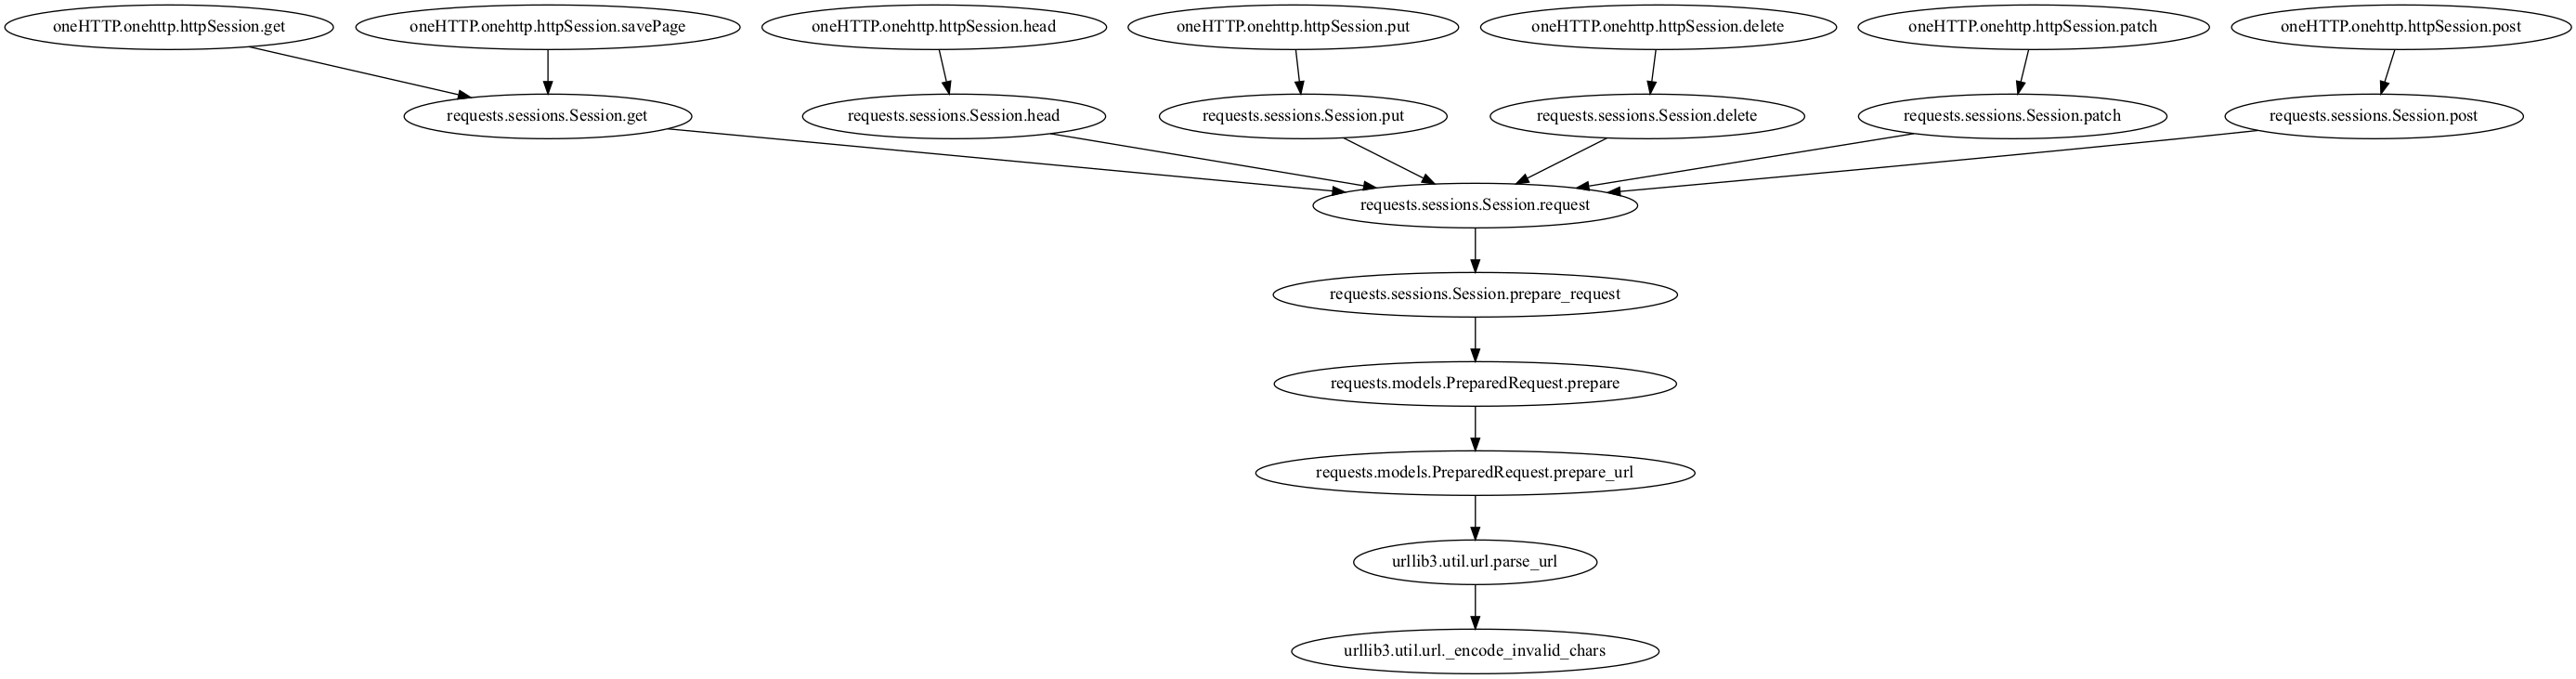 oneHTTP.onehttp.httpSession.get
oneHTTP.onehttp.httpSession.savePage
oneHTTP.onehttp.httpSession.head
oneHTTP.onehttp.httpSession.put
oneHTTP.onehttp.httpSession.delete
oneHTTP.onehttp.httpSession.patch
oneHTTP.onehttp.httpSession.post
requests.sessions.Session.get
requests.sessions.Session.head
requests.sessions.Session.put
requests.sessions.Session.delete
requests.sessions.Session.patch
requests.sessions.Session.post
requests.sessions.Session.request
requests.sessions.Session.prepare_request
requests.models.PreparedRequest.prepare
requests.models.PreparedRequest.prepare_url
urllib3.util.url.parse_url
urllib3.util.url._encode_invalid_chars